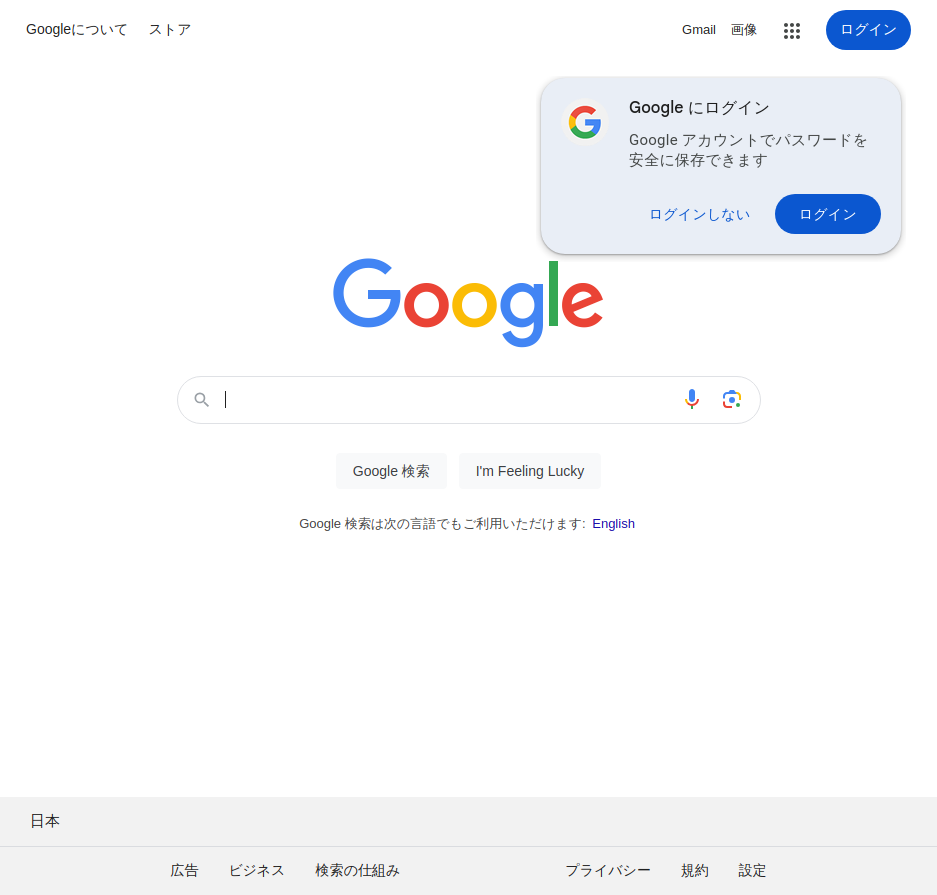 Googleについて ストア Gmail 画像 ログイン
Google にログイン
Google アカウントでパスワードを
安全に保存できます
ログインしない ログイン
Google
Google 検索 I'm Feeling Lucky
Google 検索は次の言語でもご利用いただけます: English
日本
広告 ビジネス 検索の仕組み プライバシー 規約 設定